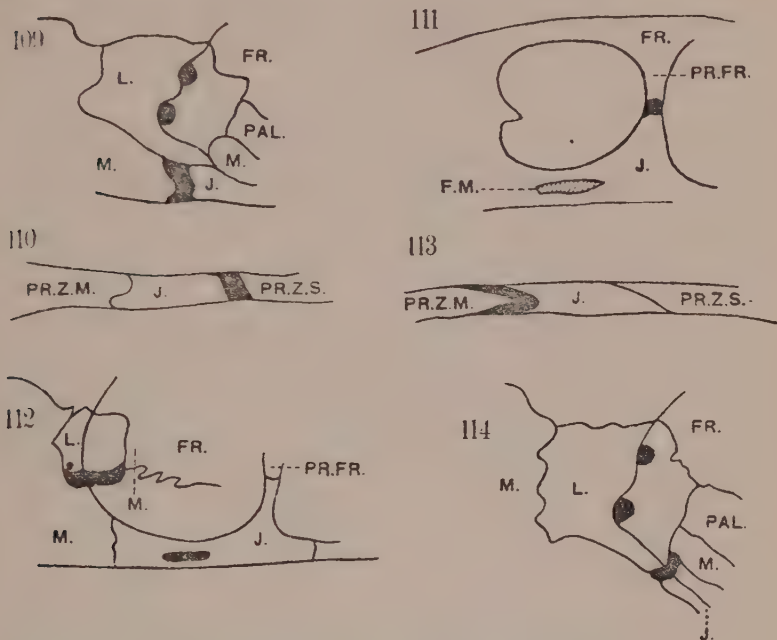 109
L.
FR.
PAL.
M.
J.
M.
111
FR.
PR.FR.
J.
F.M.
110
PR.Z.M.
J.
PR.Z.S.
113
PR.Z.M.
J.
PR.Z.S.
112
L.
FR.
PR.FR.
M.
M.
J.
114
FR.
M.
L.
PAL.
M.
J.